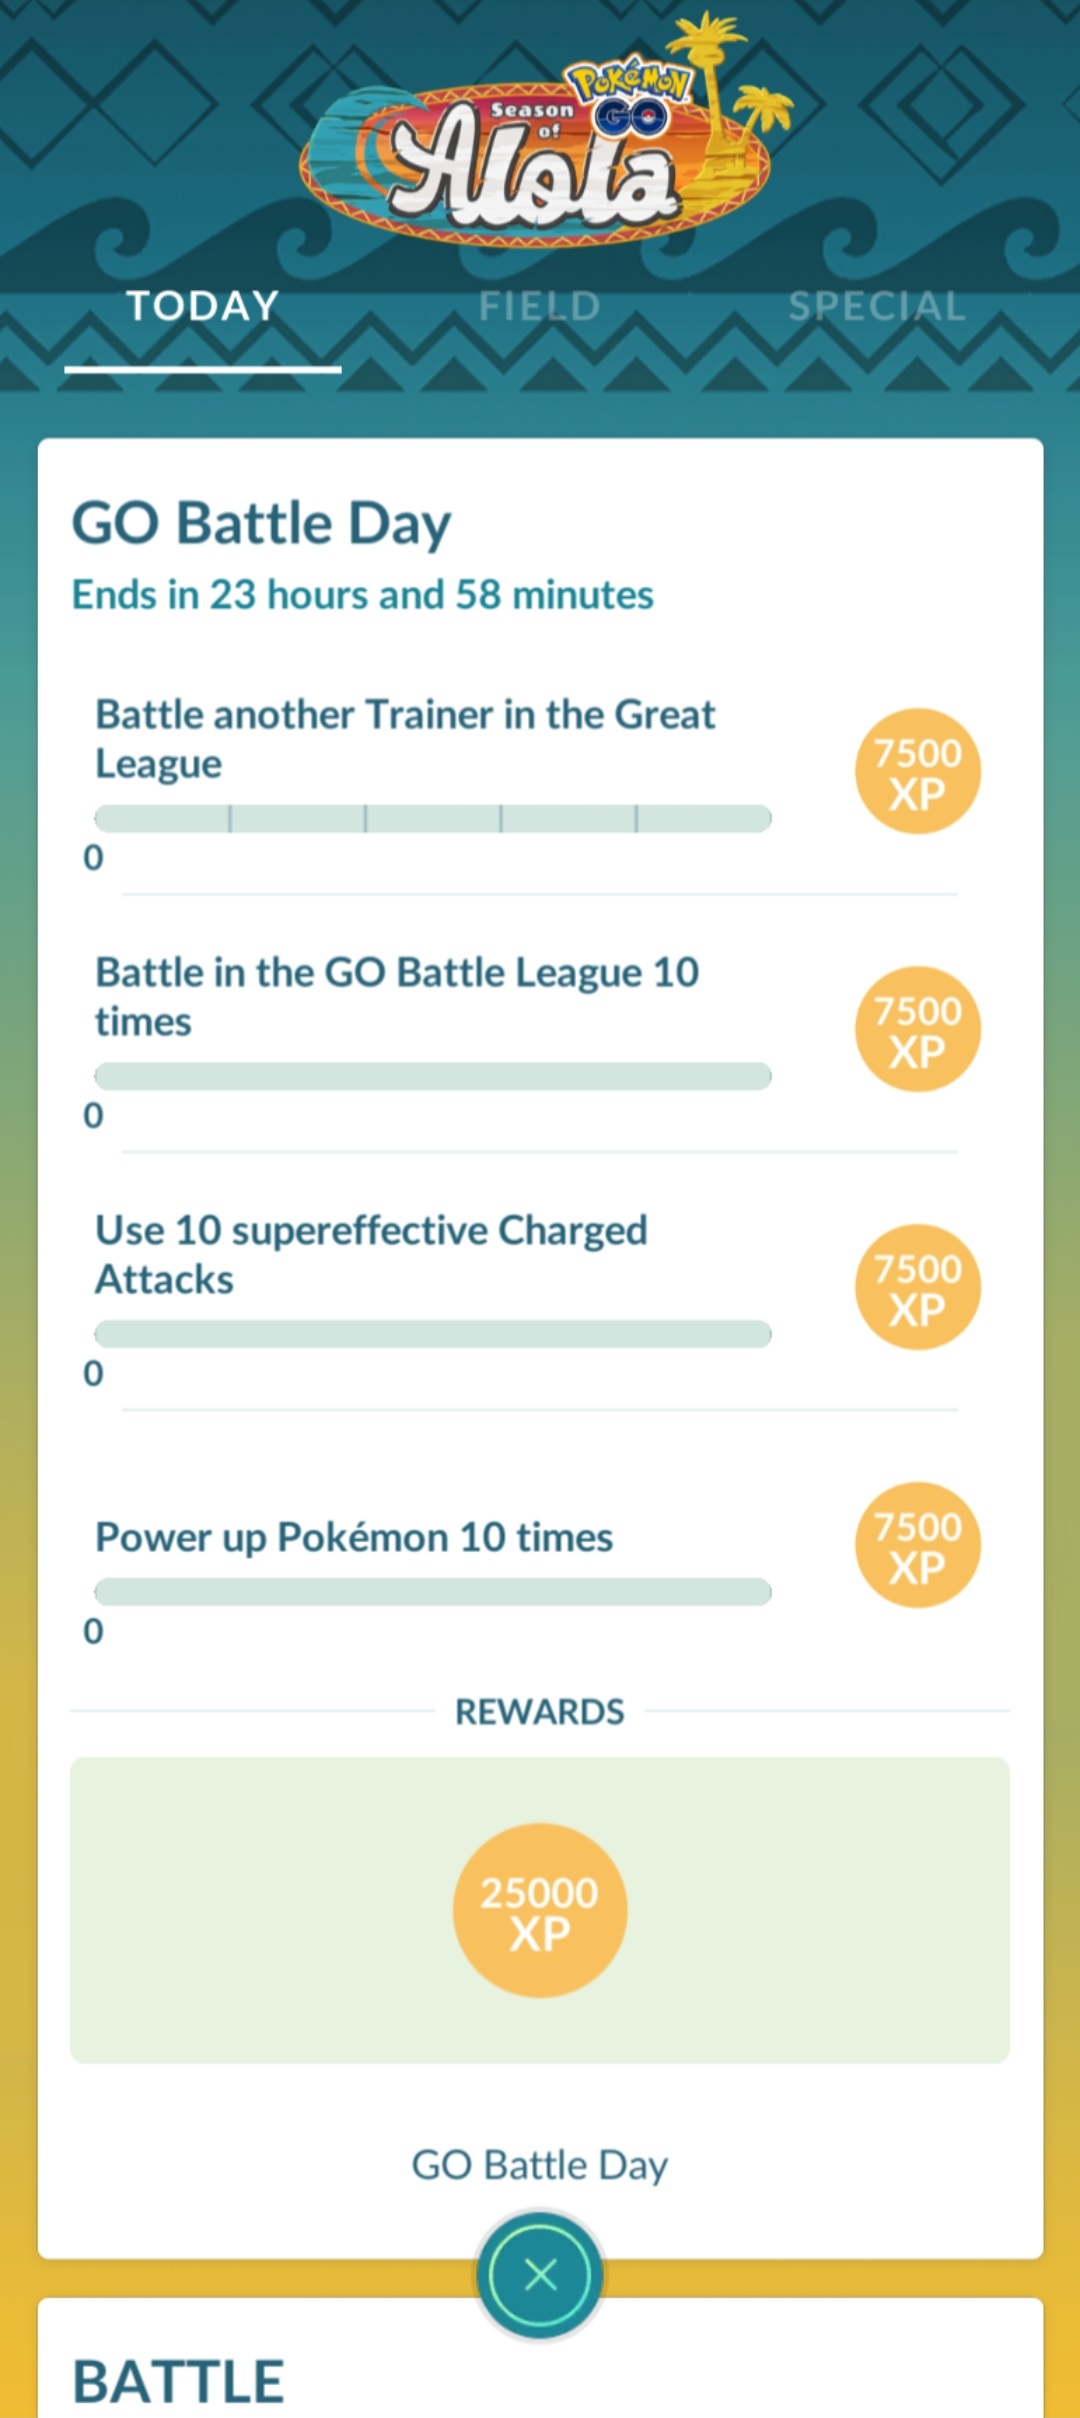 Pokémon
GO
Season
of
Alola
TODAY
FIELD
SPECIAL
GO Battle Day
Ends in 23 hours and 58 minutes
Battle another Trainer in the Great
League
7500
XP
0
Battle in the GO Battle League 10
times
7500
XP
0
Use 10 supereffective Charged
Attacks
7500
XP
0
Power up Pokémon 10 times
7500
XP
0
REWARDS
25000
XP
GO Battle Day
BATTLE